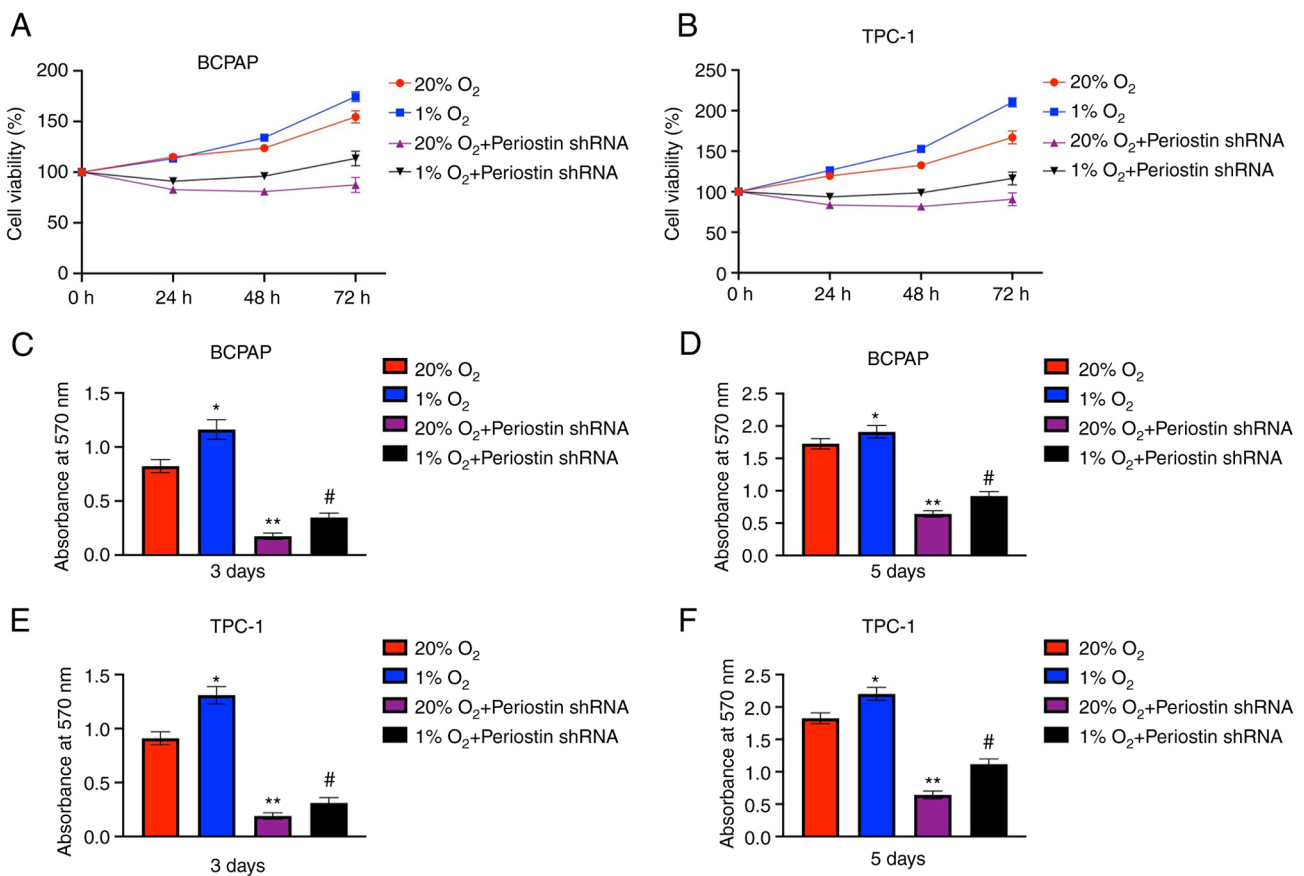 A
BCPAP
Cell viability (%)
200
150
100
50
0
0 h
24 h
48 h
72 h
20% O2
1% O2
20% O2+Periostin shRNA
1% O2+Periostin shRNA
B
TPC-1
Cell viability (%)
250
200
150
100
50
0
0 h
24 h
48 h
72 h
20% O2
1% O2
20% O2+Periostin shRNA
1% O2+Periostin shRNA
C
BCPAP
Absorbance at 570 nm
1.5
1.0
0.5
0.0
*
**
#
3 days
20% O2
1% O2
20% O2+Periostin shRNA
1% O2+Periostin shRNA
D
BCPAP
Absorbance at 570 nm
2.5
2.0
1.5
1.0
0.5
0.0
*
**
#
5 days
20% O2
1% O2
20% O2+Periostin shRNA
1% O2+Periostin shRNA
E
TPC-1
Absorbance at 570 nm
1.5
1.0
0.5
0.0
*
**
#
3 days
20% O2
1% O2
20% O2+Periostin shRNA
1% O2+Periostin shRNA
F
TPC-1
Absorbance at 570 nm
2.5
2.0
1.5
1.0
0.5
0.0
*
**
#
5 days
20% O2
1% O2
20% O2+Periostin shRNA
1% O2+Periostin shRNA